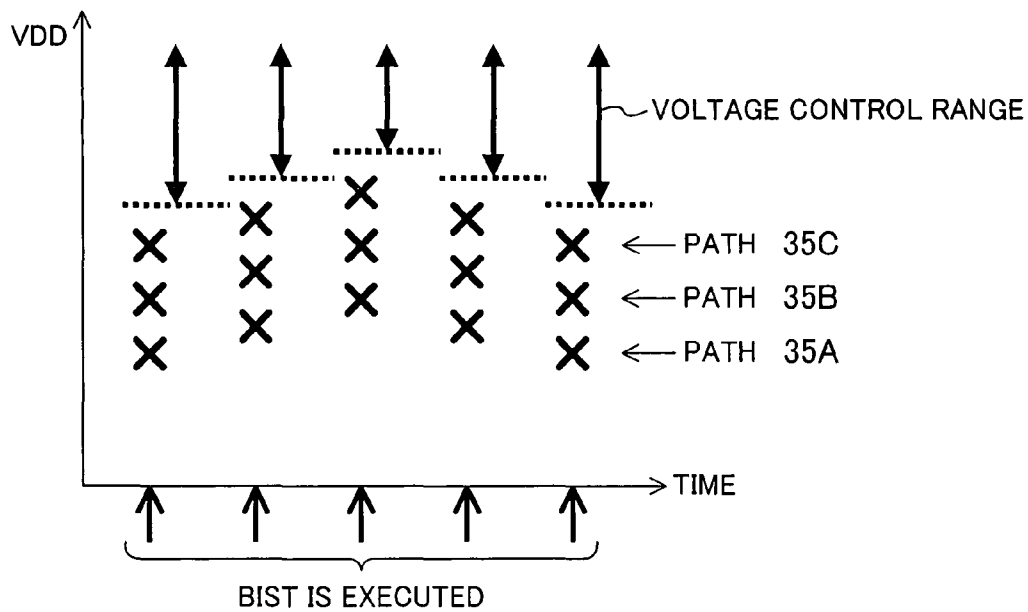 VDD
VOLTAGE CONTROL RANGE
PATH 35C
PATH 35B
PATH 35A
TIME
BIST IS EXECUTED